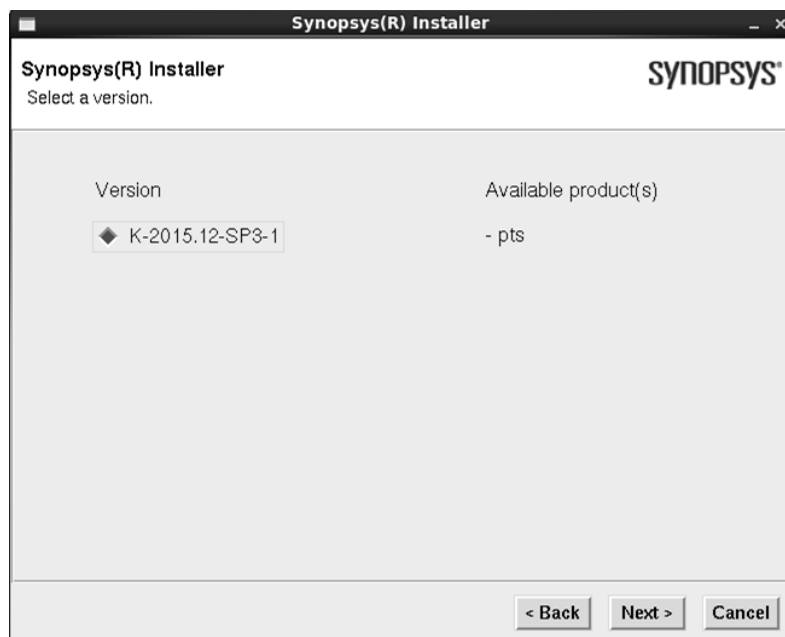 Synopsys(R) Installer
Synopsys(R) Installer
SYNOPSYS®
Select a version.
Version Available product(s)
K-2015.12-SP3-1 - pts
< Back Next > Cancel